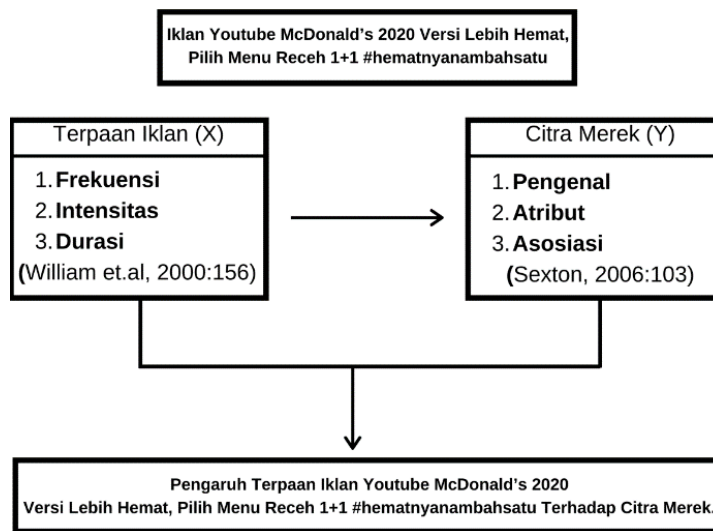 Iklan Youtube McDonald's 2020 Versi Lebih Hemat,
Pilih Menu Receh 1+1 #hematnyanambahsatu
Terpaan Iklan (X)
1. Frekuensi
2. Intensitas
3. Durasi
(William et.al, 2000:156)
Citra Merek (Y)
1. Pengenal
2. Atribut
3. Asosiasi
(Sexton, 2006:103)
Pengaruh Terpaan Iklan Youtube McDonald's 2020
Versi Lebih Hemat, Pilih Menu Receh 1+1 #hematnyanambahsatu Terhadap Citra Merek.